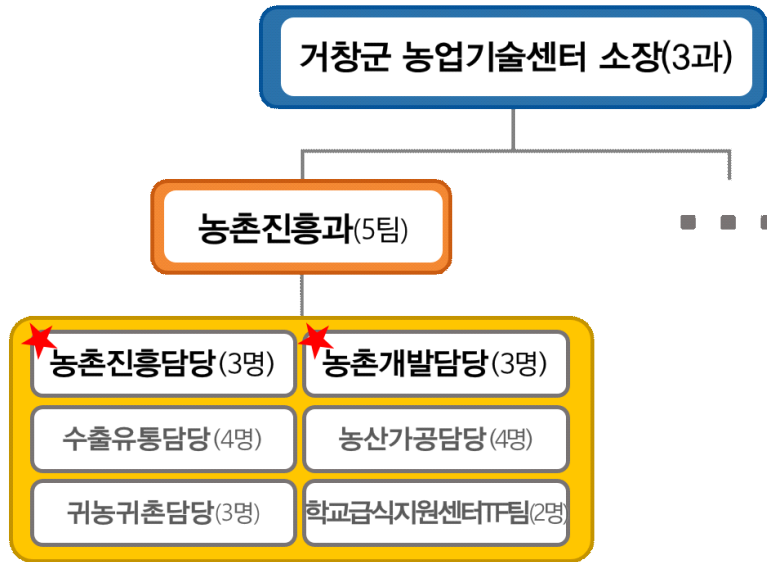 거창군 농업기술센터 소장(3과)
농촌진흥과(5팀)
농촌진흥담당(3명)
농촌개발담당(3명)
수출유통담당(4명)
농산가공담당(4명)
귀농귀촌담당(3명)
학교급식지원센터TF팀(2명)